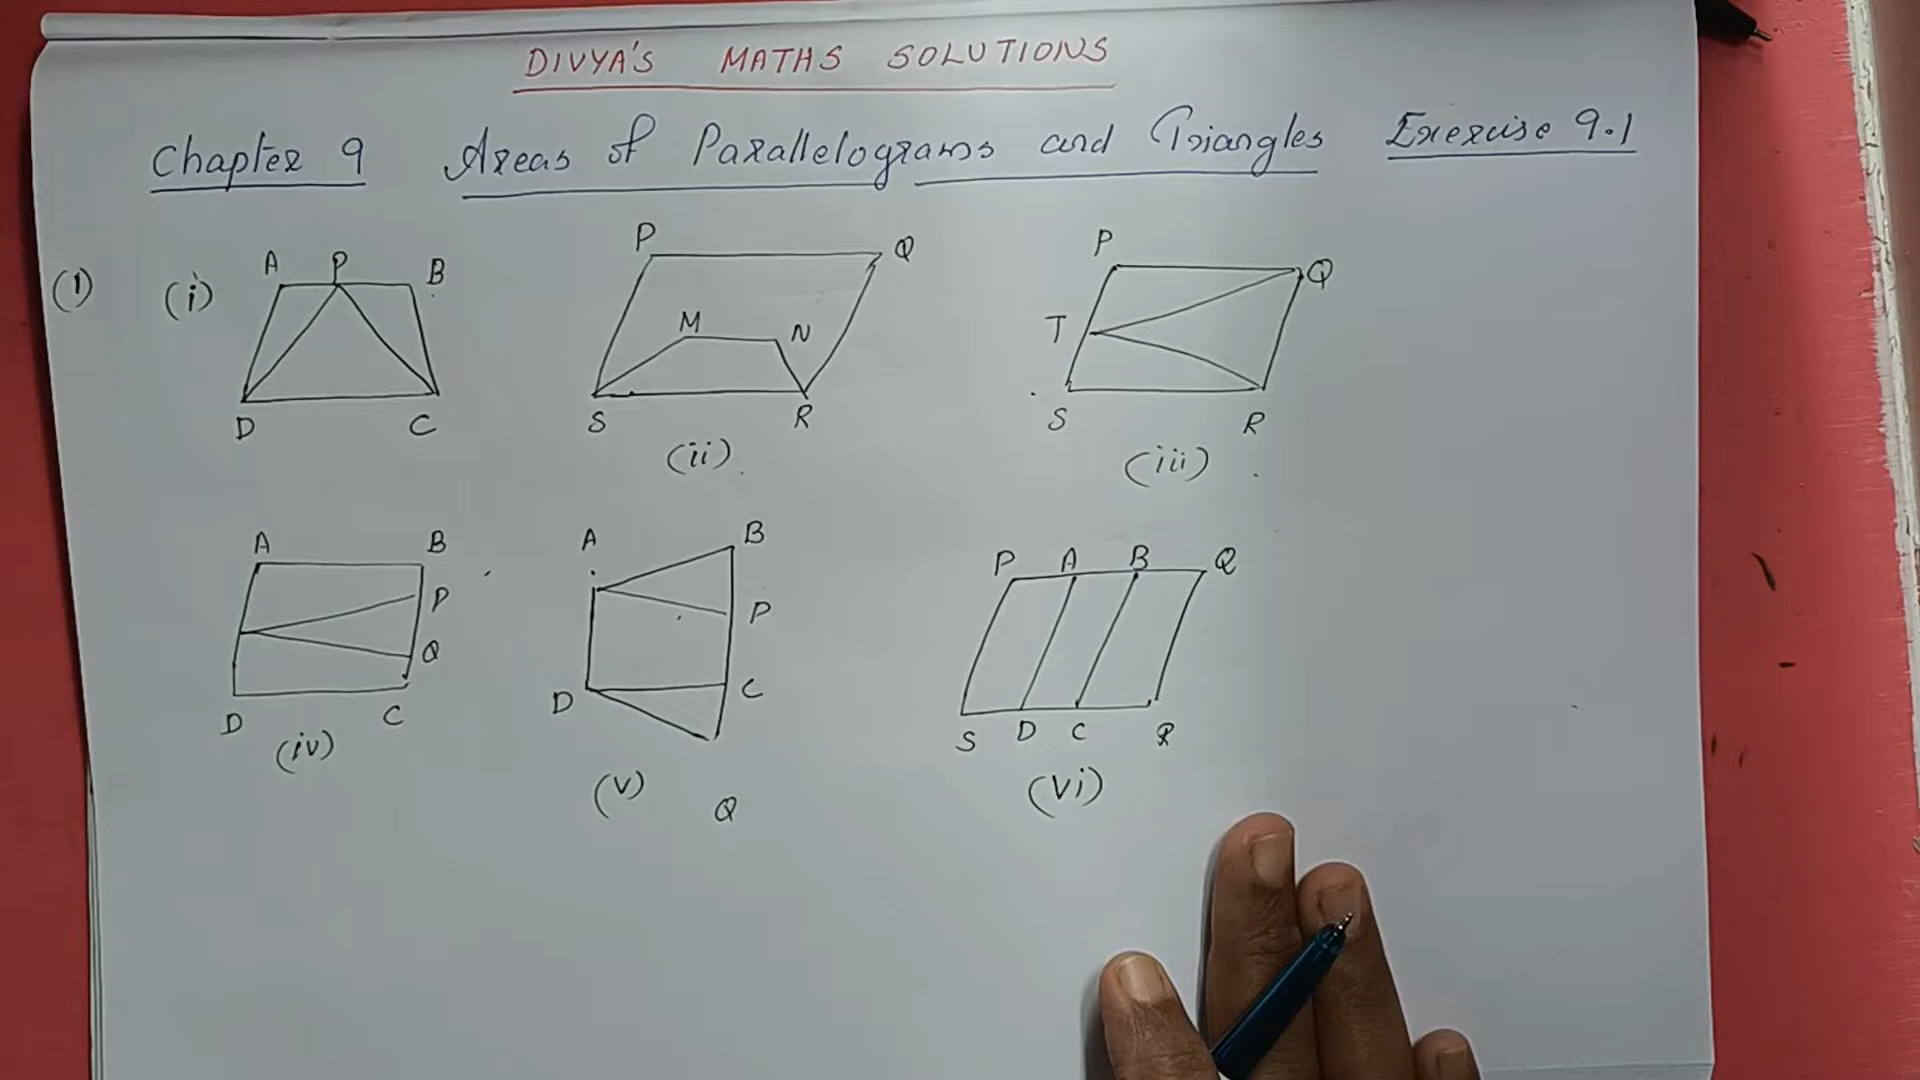 DIVYA'S MATHS SOLUTIONS
Chapter 9 Areas of Parallelograms and Triangles Exercise 9.1
(1) (i) A P B
D C
P Q
M N
S R
(ii)
P Q
T
S R
(iii)
A B
P
Q
D C
(iv)
A B
P
D C
(v) Q
P A B Q
S D C R
(vi)